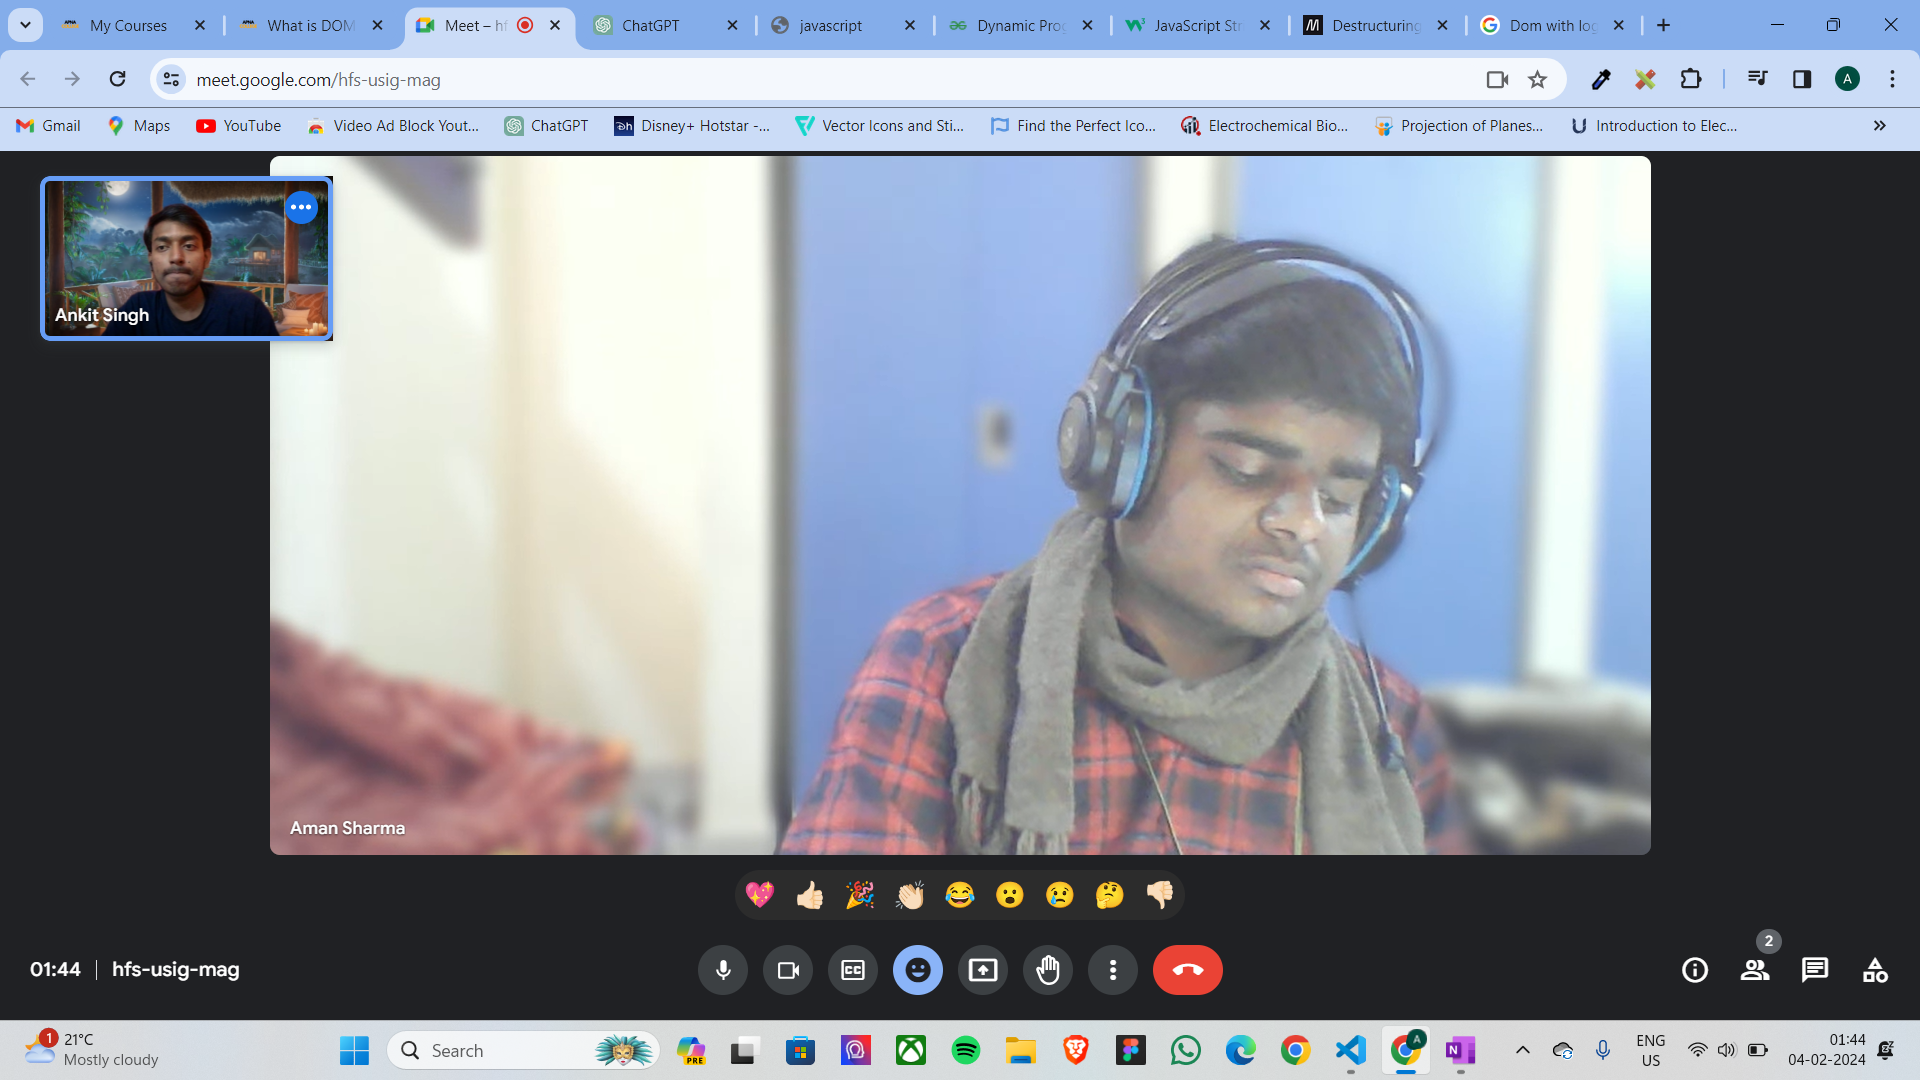 My Courses
What is DOM
Meet – hf
ChatGPT
javascript
Dynamic Prog
JavaScript Str
Destructuring
Dom with log
meet.google.com/hfs-usig-mag
A
Gmail
Maps
YouTube
Video Ad Block Yout...
ChatGPT
Disney+ Hotstar -...
Vector Icons and Sti...
Find the Perfect Ico...
Electrochemical Bio...
Projection of Planes...
Introduction to Elec...
Ankit Singh
Aman Sharma
2
01:44
hfs-usig-mag
CC
1
21°C
Mostly cloudy
Search
PRE
A
N
ENG
US
01:44
04-02-2024